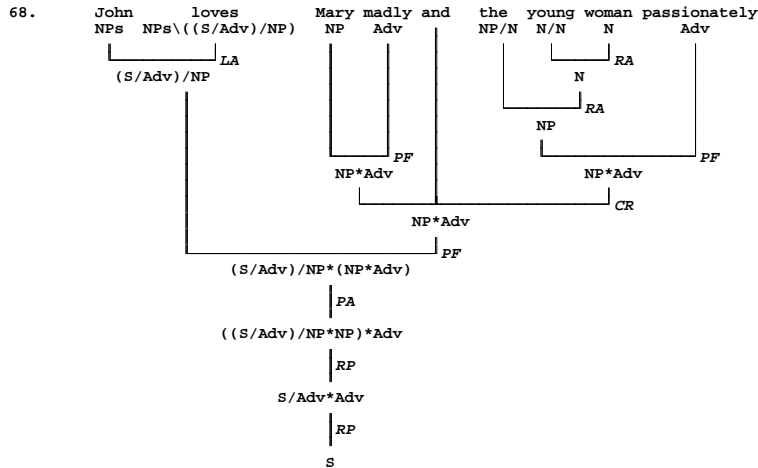 68. John loves Mary madly and the young woman passionately
NPs NPs\((S/Adv)/NP) NP Adv NP/N N/N N Adv
LA RA
(S/Adv)/NP N
RA
NP
PF PF
NP*Adv NP*Adv
CR
NP*Adv
PF
(S/Adv)/NP*(NP*Adv)
PA
((S/Adv)/NP*NP)*Adv
RP
S/Adv*Adv
RP
S